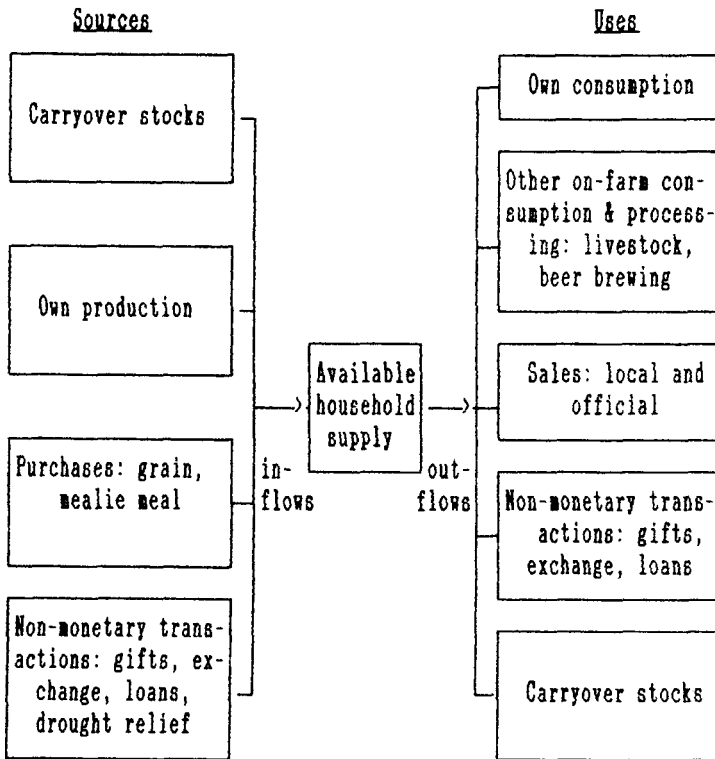 Sources
Carryover stocks
Own production
Purchases: grain,
mealie meal
Non-monetary trans-
actions: gifts, ex-
change, loans,
drought relief
in-
flows
Available
household
supply
out-
flows
Uses
Own consumption
Other on-farm con-
sumption & process-
ing: livestock,
beer brewing
Sales: local and
official
Non-monetary trans-
actions: gifts,
exchange, loans
Carryover stocks